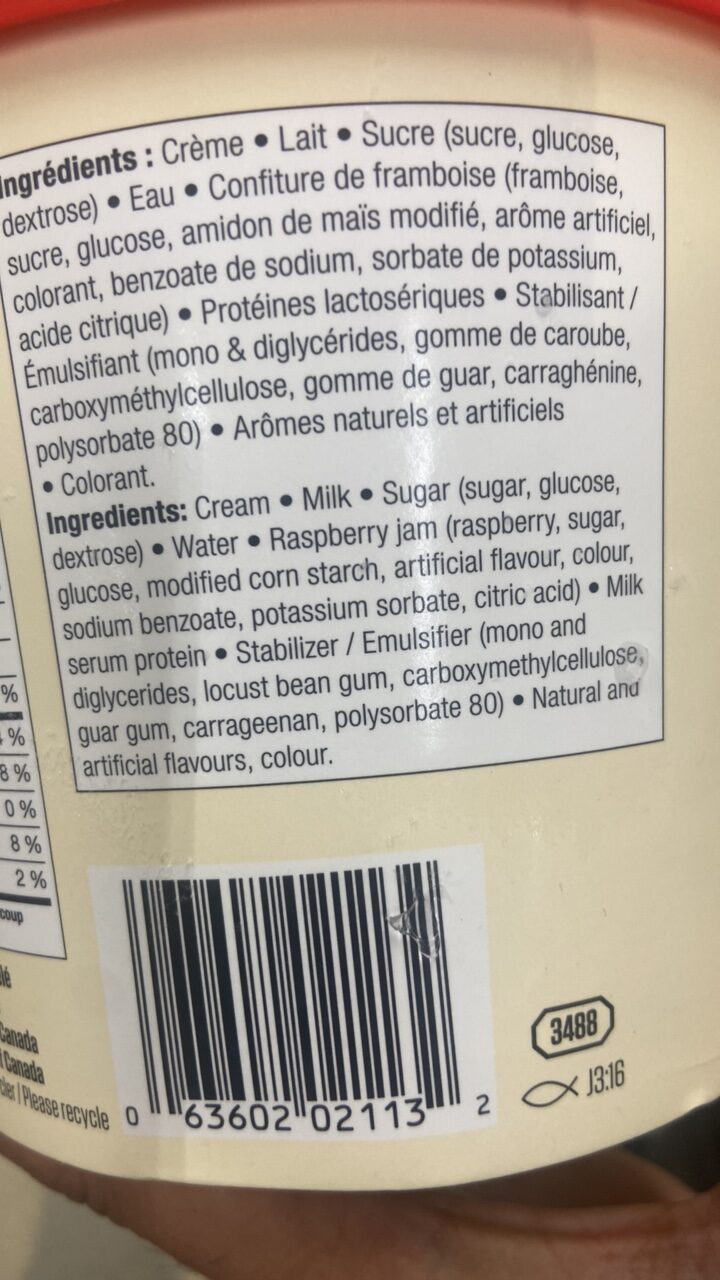 Ingrédients : Crème • Lait • Sucre (sucre, glucose,
dextrose) • Eau • Confiture de framboise (framboise,
sucre, glucose, amidon de maïs modifié, arôme artificiel,
colorant, benzoate de sodium, sorbate de potassium,
acide citrique) • Protéines lactosériques • Stabilisant /
Émulsifiant (mono & diglycérides, gomme de caroube,
carboxyméthylcellulose, gomme de guar, carraghénine,
polysorbate 80) • Arômes naturels et artificiels
• Colorant.
Ingredients: Cream • Milk • Sugar (sugar, glucose,
dextrose) • Water • Raspberry jam (raspberry, sugar,
glucose, modified corn starch, artificial flavour, colour,
sodium benzoate, potassium sorbate, citric acid) • Milk
serum protein • Stabilizer / Emulsifier (mono and
diglycerides, locust bean gum, carboxymethylcellulose,
guar gum, carrageenan, polysorbate 80) • Natural and
artificial flavours, colour.
%
%
8 %
0 %
8 %
2 %
Canada
Canada
/ Please recycle
0 63602 02113 2
3488
J3:16